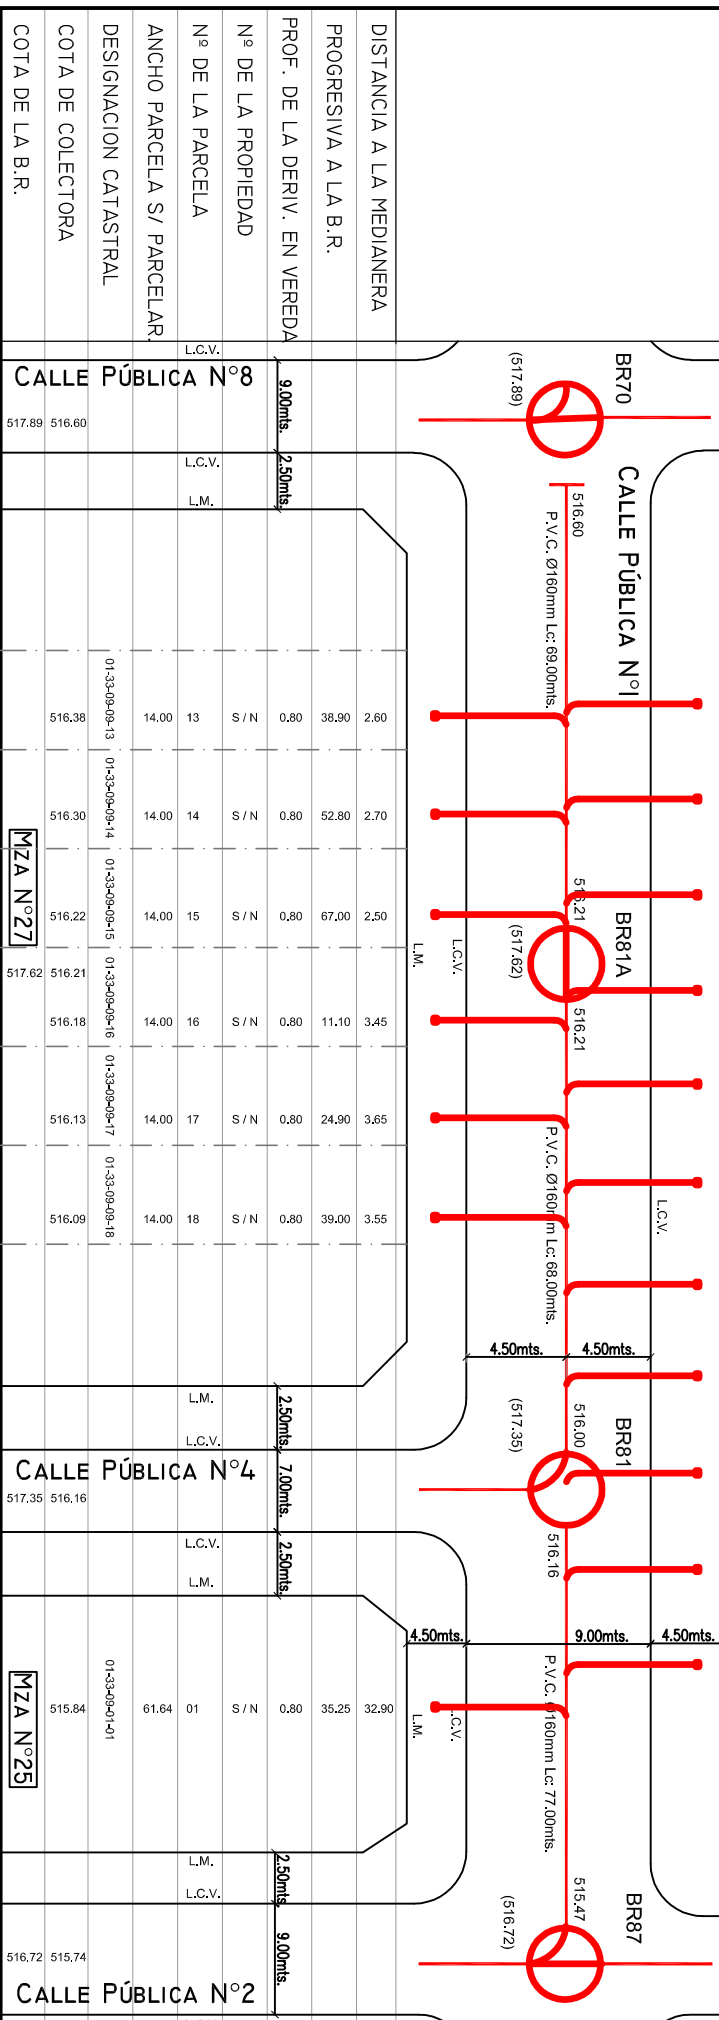 DISTANCIA A LA MEDIANERA
PROGRESIVA A LA B.R.
PROF. DE LA DERIV. EN VEREDA
Nº DE LA PROPIEDAD
Nº DE LA PARCELA
ANCHO PARCELA S/ PARCELAR.
DESIGNACION CATASTRAL
COTA DE COLECTORA
COTA DE LA B.R.
BR70
(517.89)
L.C.V.
CALLE PÚBLICA N°8
9.00mts.
517.89 516.60
L.C.V.
2.50mts.
L.M.
CALLE PÚBLICA N°1
516.60
P.V.C. Ø160mm Lc: 69.00mts.
01-33-09-09-13
516.38 14.00 13 S / N 0.80 38.90 2.60
01-33-09-09-14
516.30 14.00 14 S / N 0.80 52.80 2.70
01-33-09-09-15
516.22 14.00 15 S / N 0.80 67.00 2.50
MZA N°27
516.21
BR81A
(517.62)
L.C.V.
L.M.
517.62 516.21
516.21
01-33-09-09-16
516.18 14.00 16 S / N 0.80 11.10 3.45
01-33-09-09-17
516.13 14.00 17 S / N 0.80 24.90 3.65
P.V.C. Ø160mm Lc: 68.00mts.
01-33-09-09-18
516.09 14.00 18 S / N 0.80 39.00 3.55
L.C.V.
4.50mts. 4.50mts.
L.M.
2.50mts.
L.C.V.
516.00
BR81
(517.35)
CALLE PÚBLICA N°4
7.00mts.
517.35 516.16
L.C.V.
2.50mts.
L.M.
516.16
4.50mts. 9.00mts. 4.50mts.
P.V.C. Ø160mm Lc: 77.00mts.
01-33-09-01-01
515.84 61.64 01 S / N 0.80 35.25 32.90
L.C.V.
L.M.
MZA N°25
L.M.
2.50mts.
L.C.V.
515.47
BR87
(516.72)
9.00mts.
516.72 515.74
CALLE PÚBLICA N°2